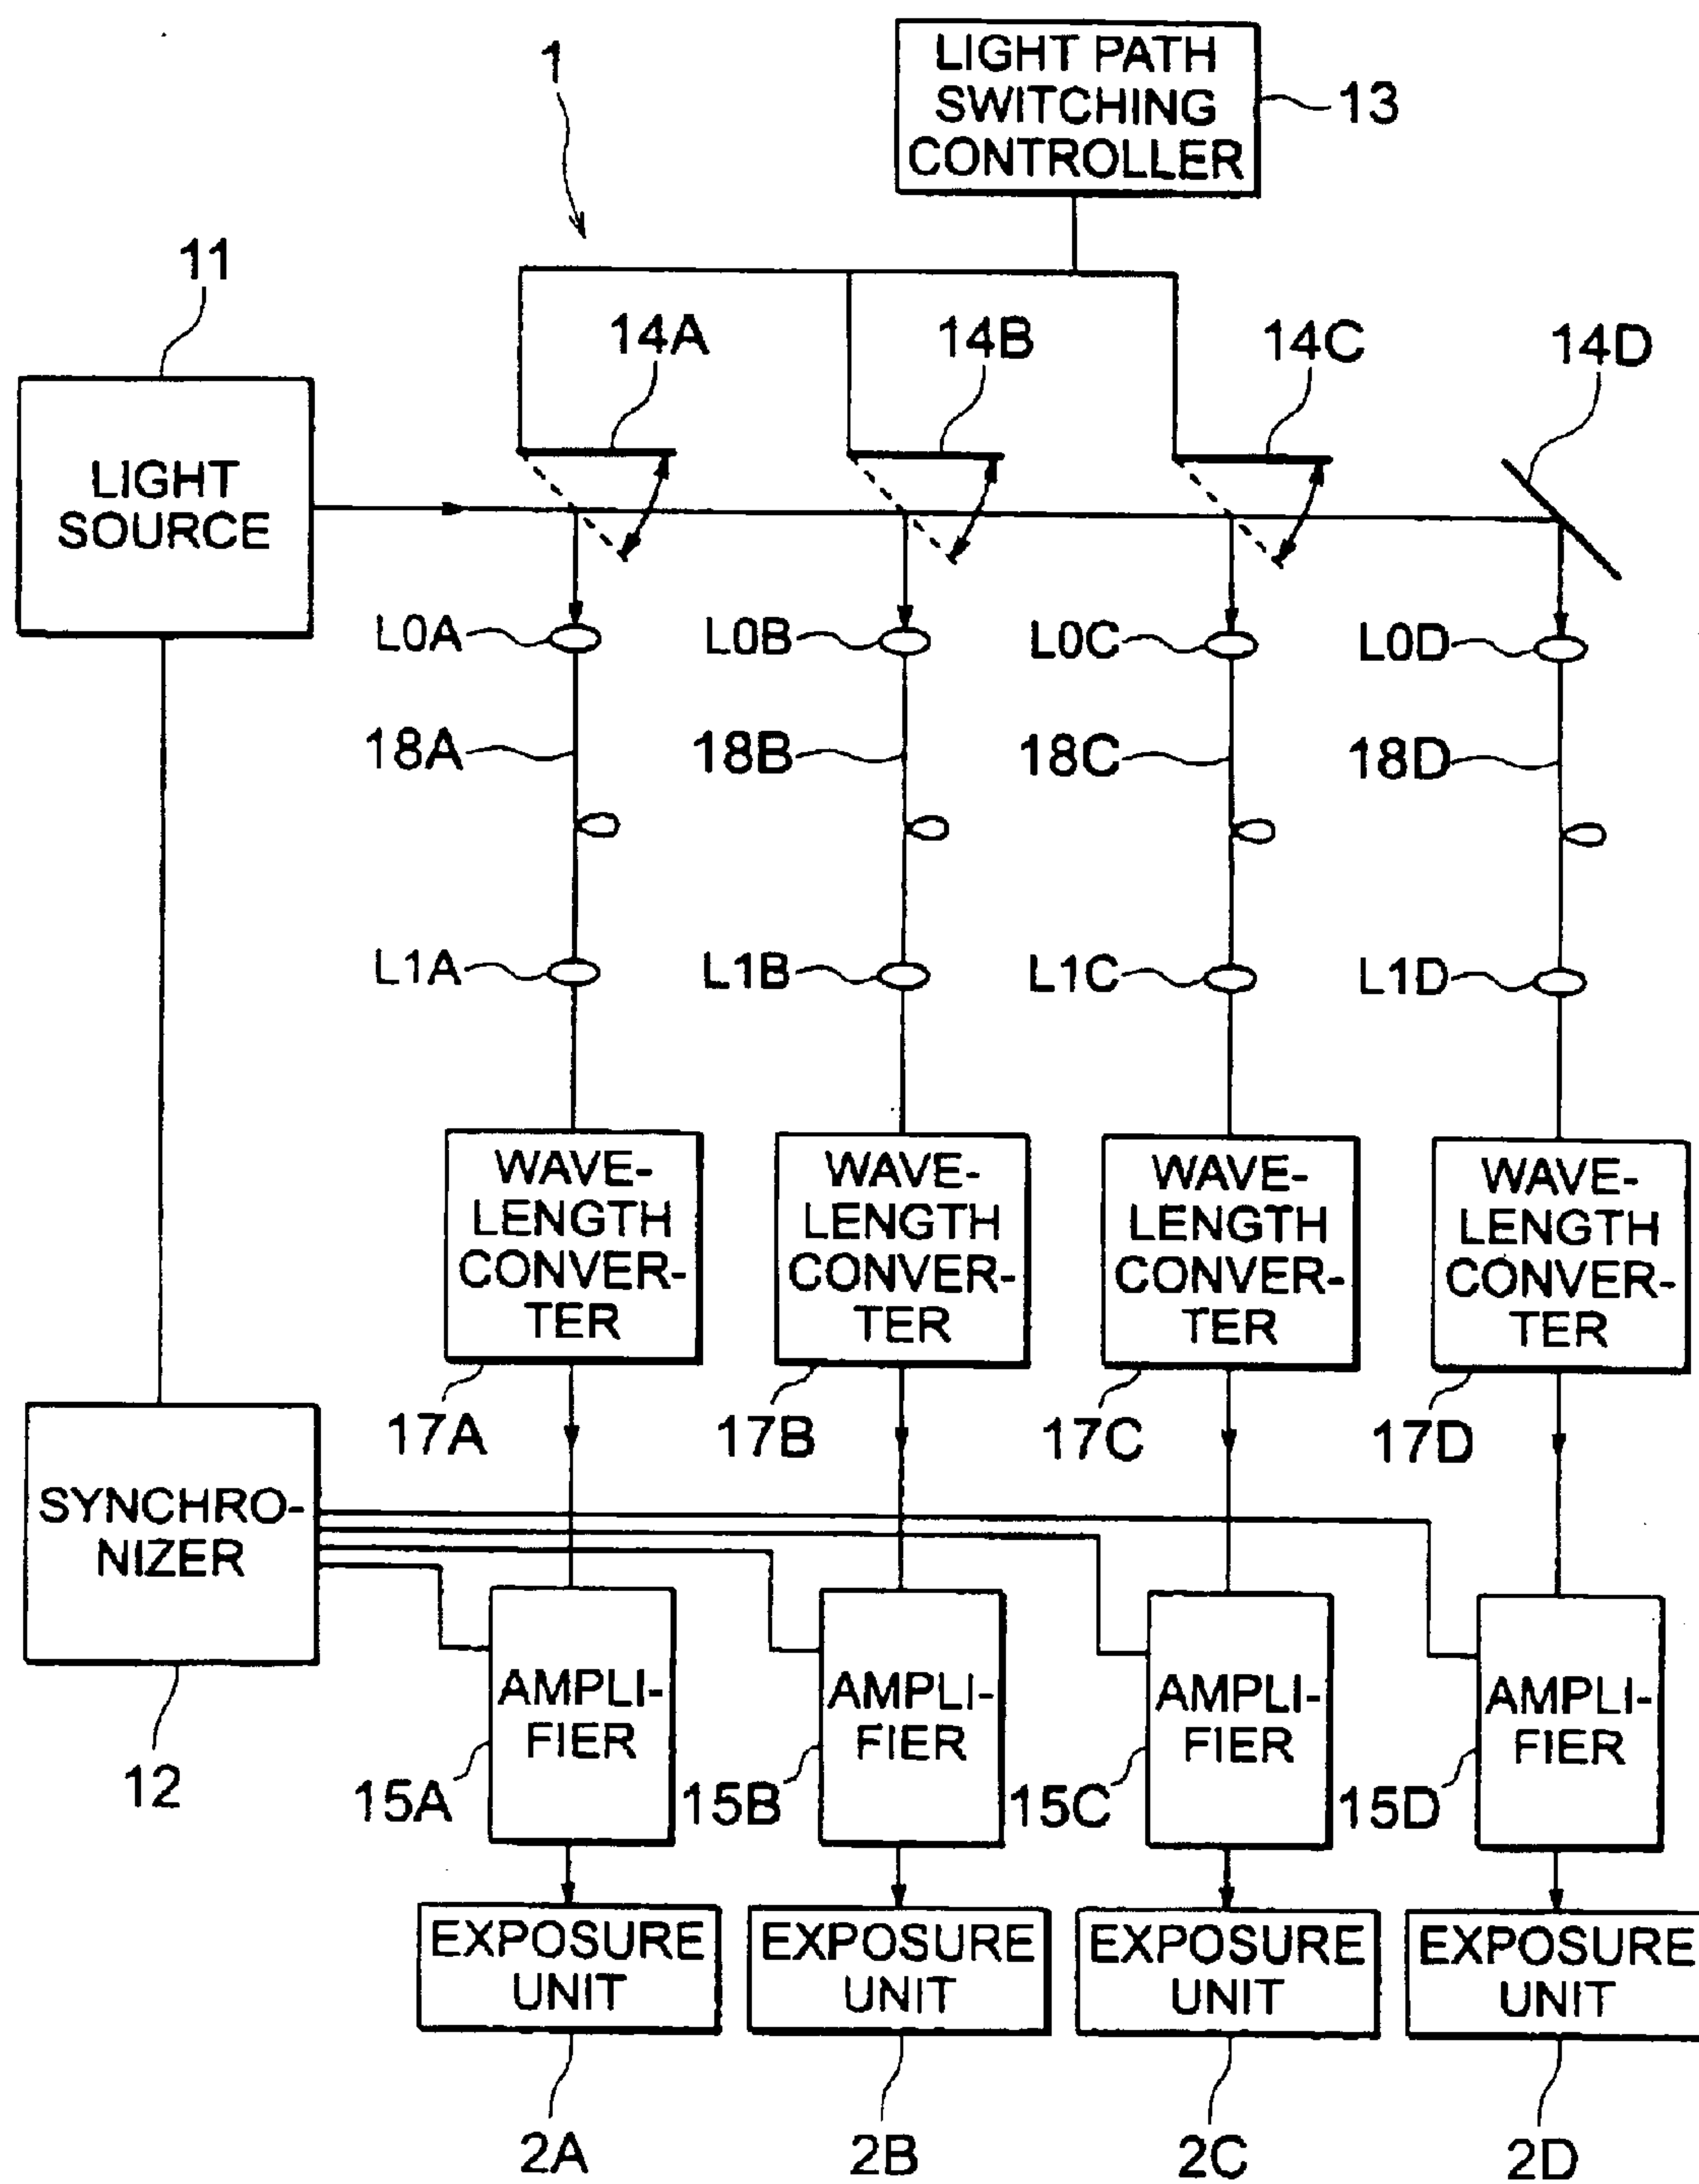 LIGHT PATH
SWITCHING
CONTROLLER
13
1
11
14A
14B
14C
14D
LIGHT
SOURCE
L0A
L0B
L0C
L0D
18A
18B
18C
18D
L1A
L1B
L1C
L1D
WAVE-
LENGTH
CONVER-
TER
WAVE-
LENGTH
CONVER-
TER
WAVE-
LENGTH
CONVER-
TER
WAVE-
LENGTH
CONVER-
TER
17A
17B
17C
17D
SYNCHRO-
NIZER
12
AMPLI-
FIER
AMPLI-
FIER
AMPLI-
FIER
AMPLI-
FIER
15A
15B
15C
15D
EXPOSURE
UNIT
EXPOSURE
UNIT
EXPOSURE
UNIT
EXPOSURE
UNIT
2A
2B
2C
2D